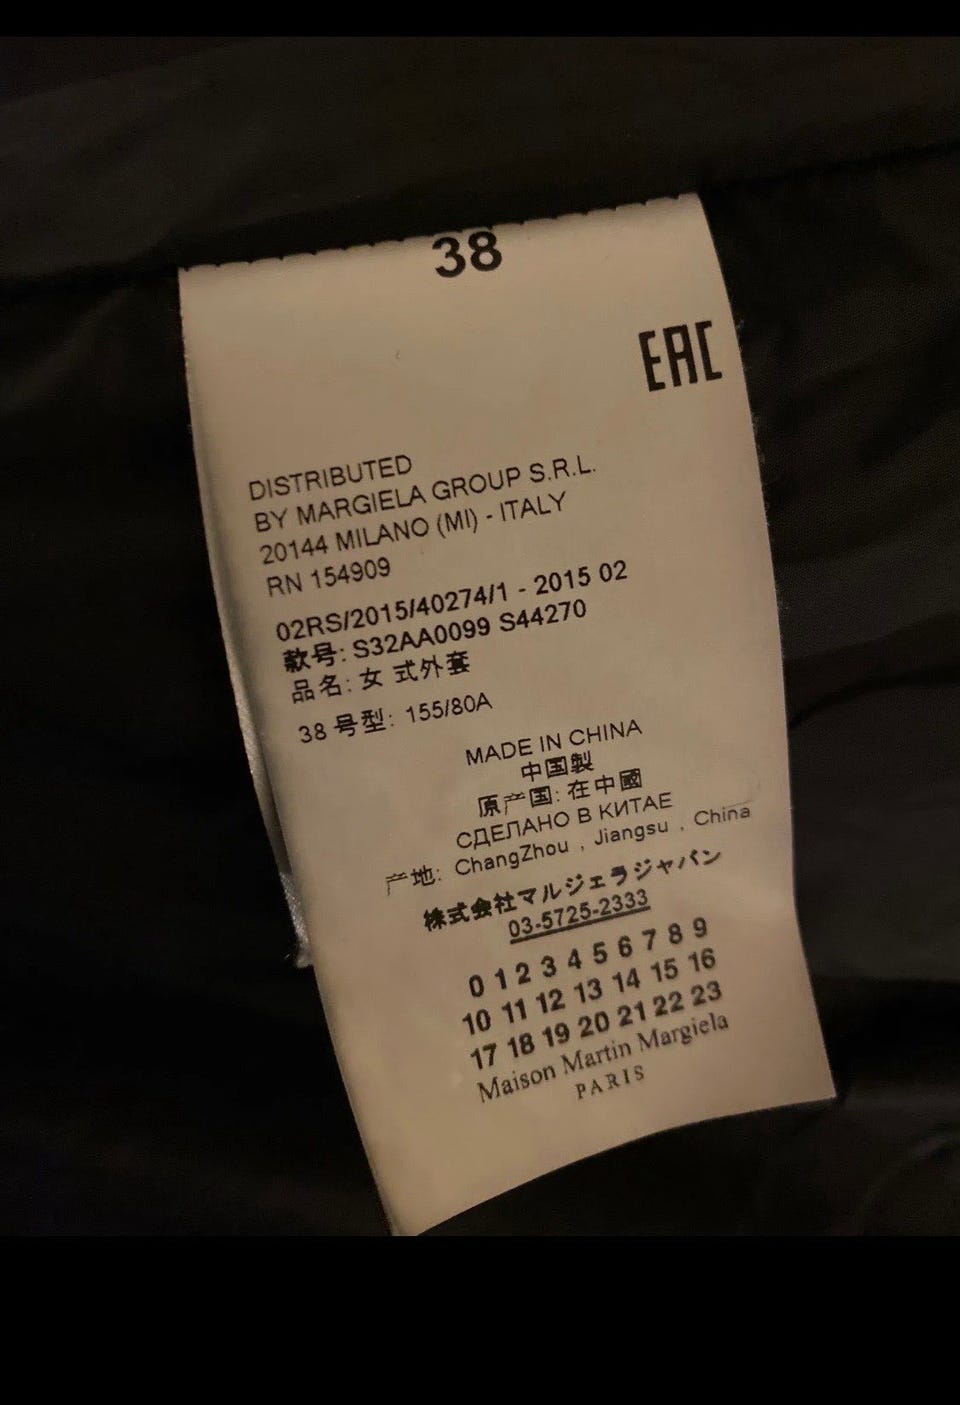 38
EAC
DISTRIBUTED
BY MARGIELA GROUP S.R.L.
20144 MILANO (MI) - ITALY
RN 154909
02RS/2015/40274/1 - 2015 02
款号: S32AA0099 S44270
品名: 女 式外套
38 号型: 155/80A
MADE IN CHINA
中国製
原产国: 在中國
СДЕЛАНО В КИТАЕ
产地: ChangZhou , Jiangsu , China
株式会社マルジェラジャパン
03-5725-2333
0 1 2 3 4 5 6 7 8 9
10 11 12 13 14 15 16
17 18 19 20 21 22 23
Maison Martin Margiela
PARIS